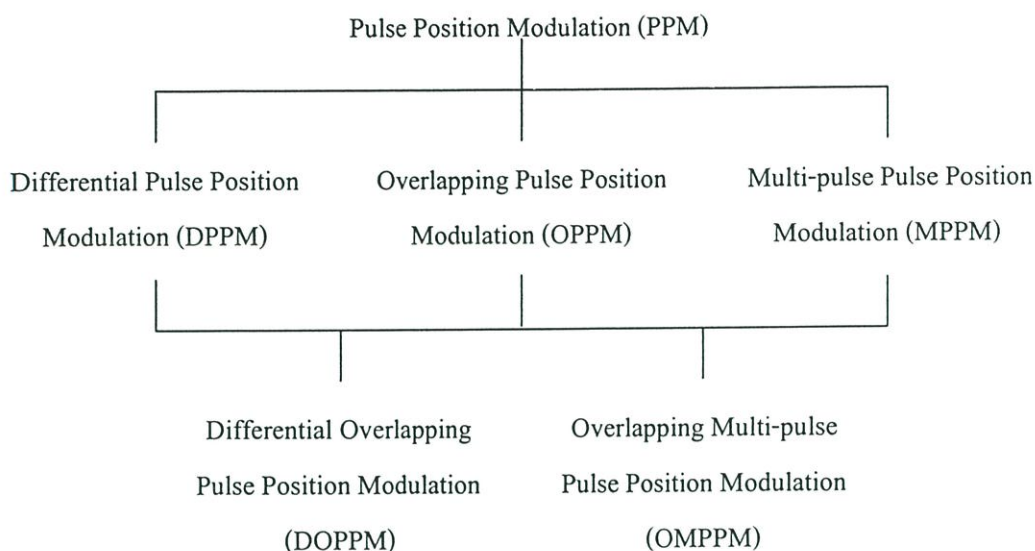 Pulse Position Modulation (PPM)
Differential Pulse Position
Modulation (DPPM)
Overlapping Pulse Position
Modulation (OPPM)
Multi-pulse Pulse Position
Modulation (MPPM)
Differential Overlapping
Pulse Position Modulation
(DOPPM)
Overlapping Multi-pulse
Pulse Position Modulation
(OMPPM)